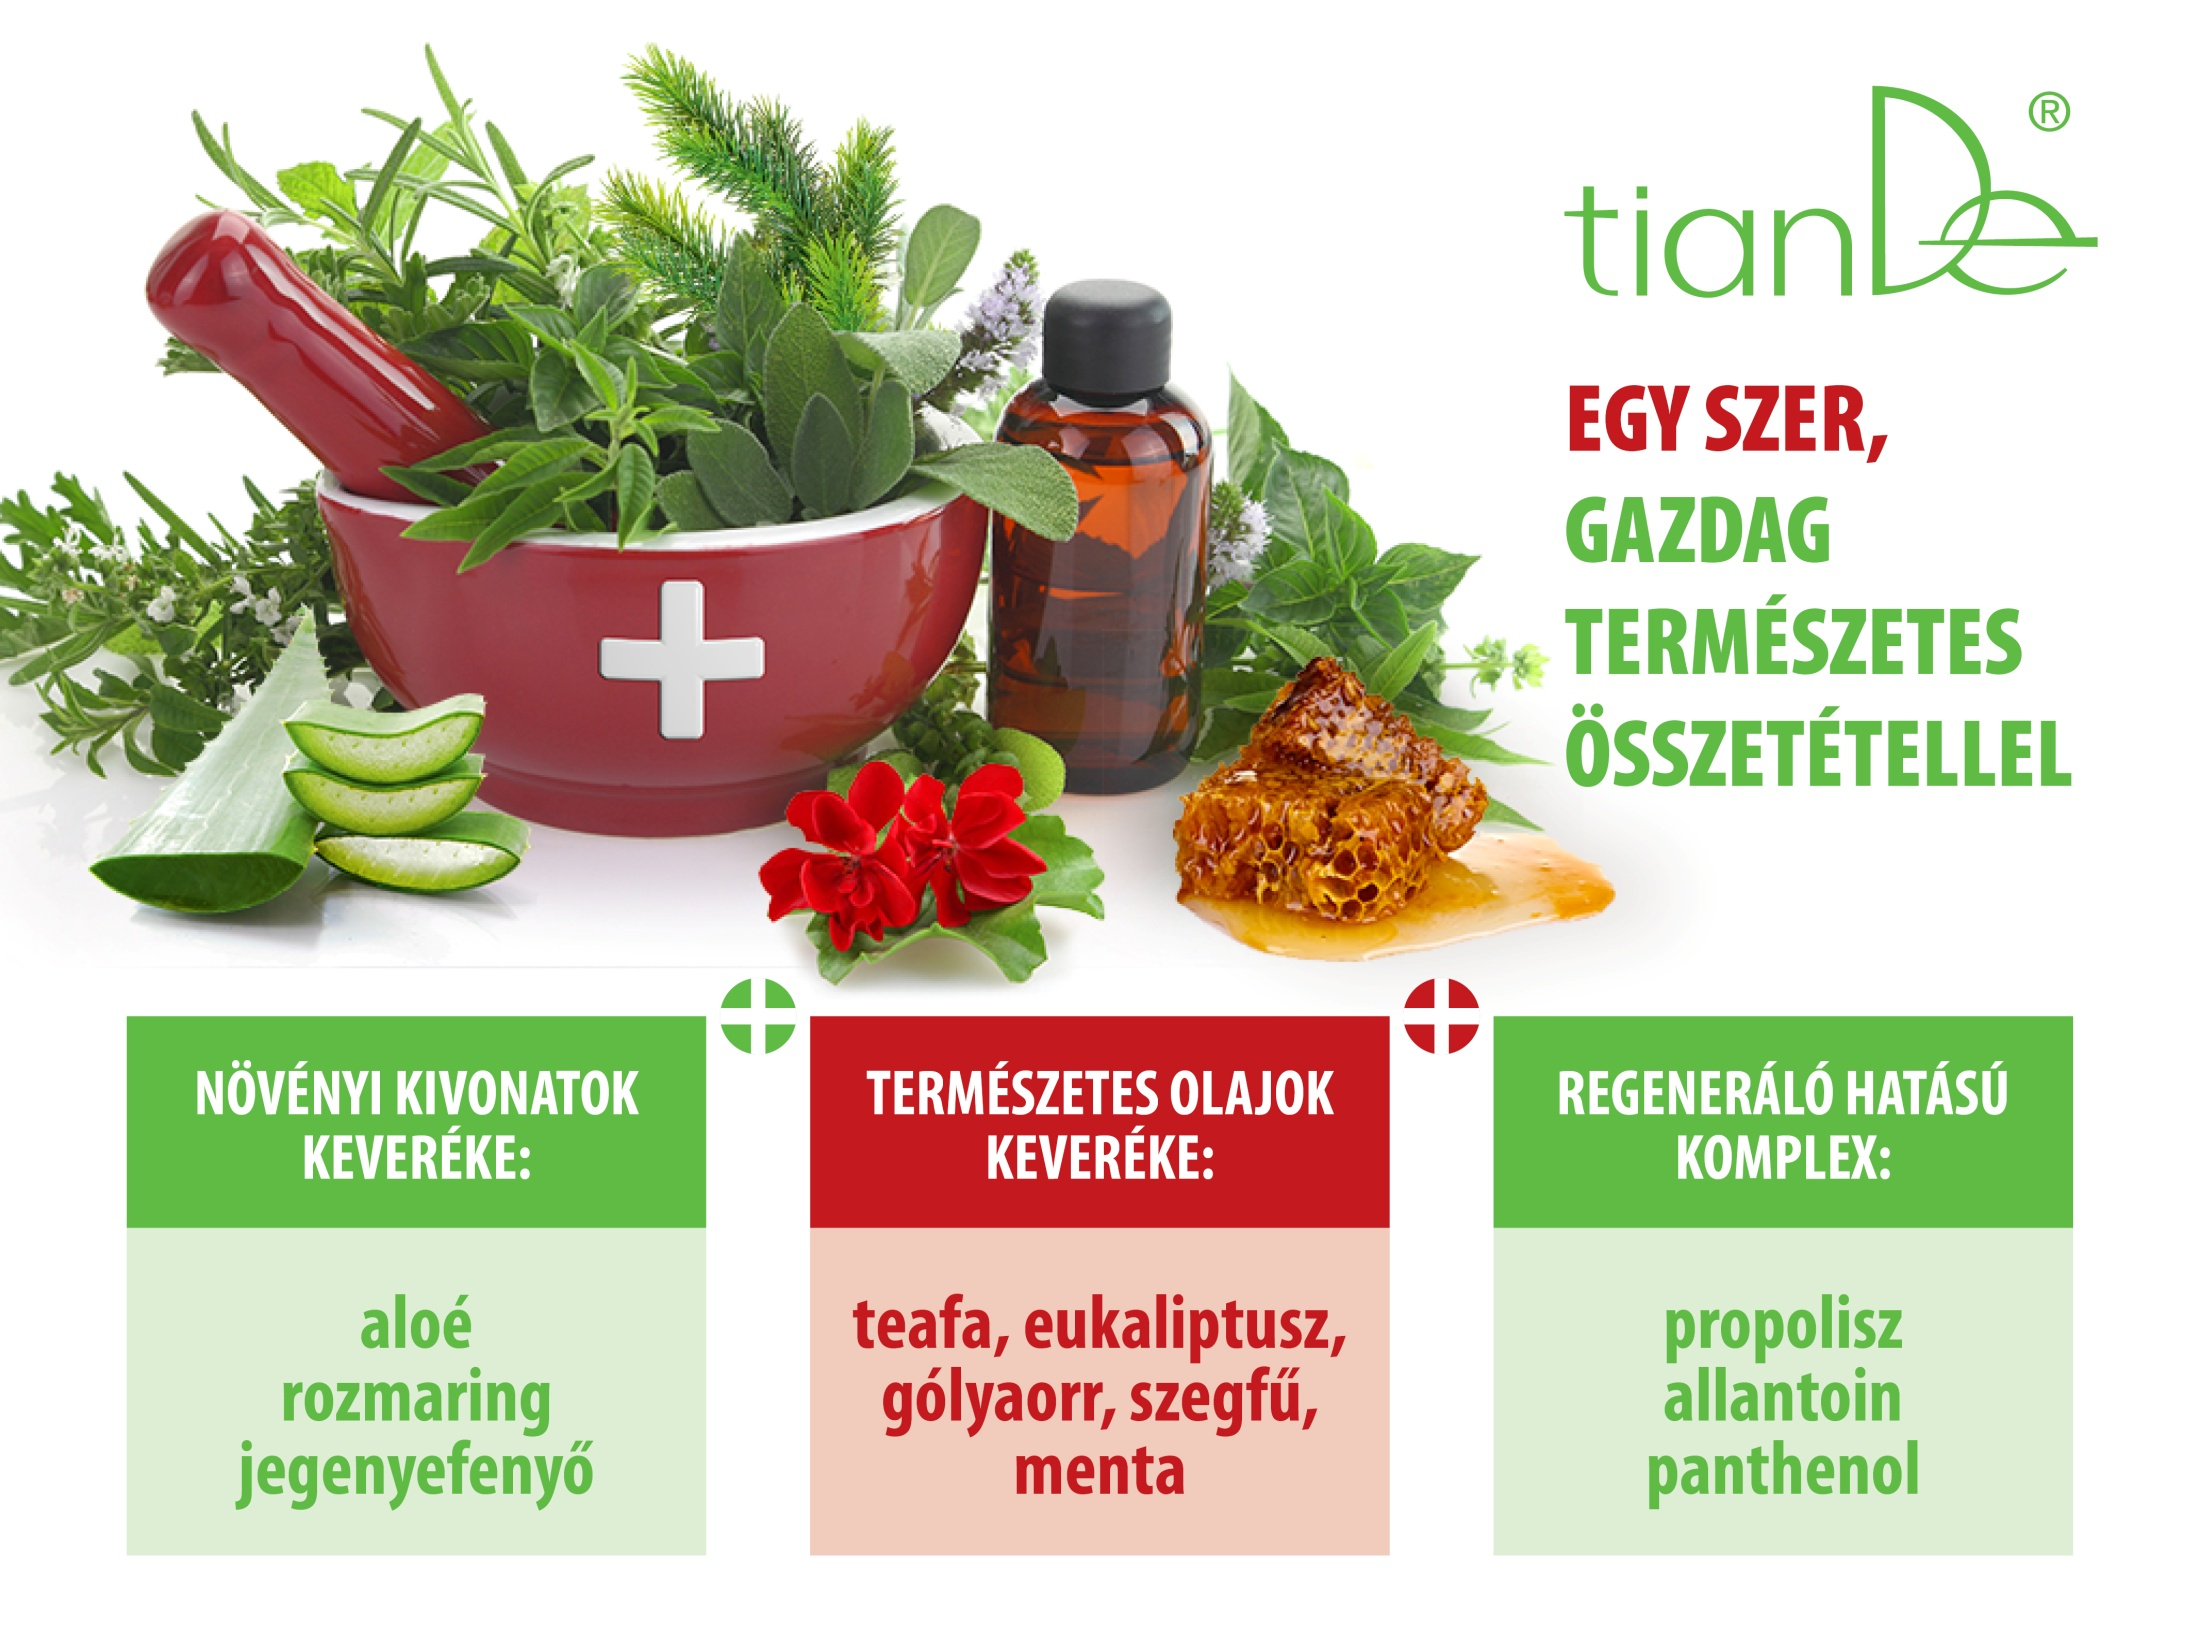 tianDe®
EGY SZER,
GAZDAG
TERMÉSZETES
ÖSSZETÉTELLEL
NÖVÉNYI KIVONATOK
KEVERÉKE:
aloé
rozmaring
jegenyefenyő
TERMÉSZETES OLAJOK
KEVERÉKE:
teafa, eukaliptusz,
gólyaorr, szegfű,
menta
REGENERÁLÓ HATÁSÚ
KOMPLEX:
propolisz
allantoin
panthenol